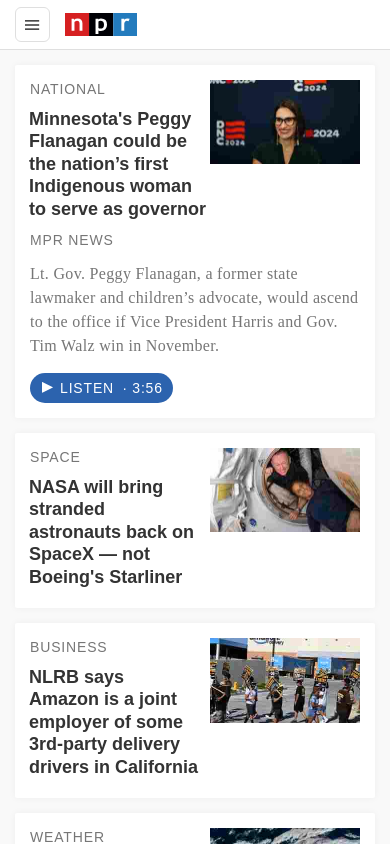 npr
NATIONAL
Minnesota's Peggy
Flanagan could be
the nation’s first
Indigenous woman
to serve as governor
C2024
2024
DNC
C2024
MPR NEWS
Lt. Gov. Peggy Flanagan, a former state
lawmaker and children’s advocate, would ascend
to the office if Vice President Harris and Gov.
Tim Walz win in November.
LISTEN · 3:56
SPACE
NASA will bring
stranded
astronauts back on
SpaceX — not
Boeing's Starliner
BUSINESS
NLRB says
Amazon is a joint
employer of some
3rd-party delivery
drivers in California
WEATHER